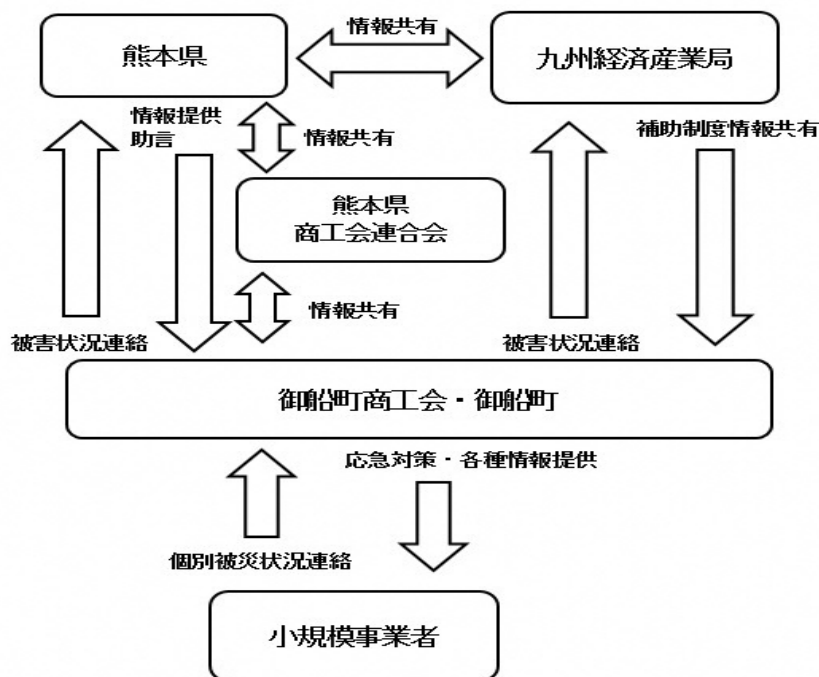 情報共有
熊本県
九州経済産業局
情報提供
助言
情報共有
補助制度情報共有
熊本県
商工会連合会
情報共有
被害状況連絡
被害状況連絡
御船町商工会・御船町
応急対策・各種情報提供
個別被災状況連絡
小規模事業者